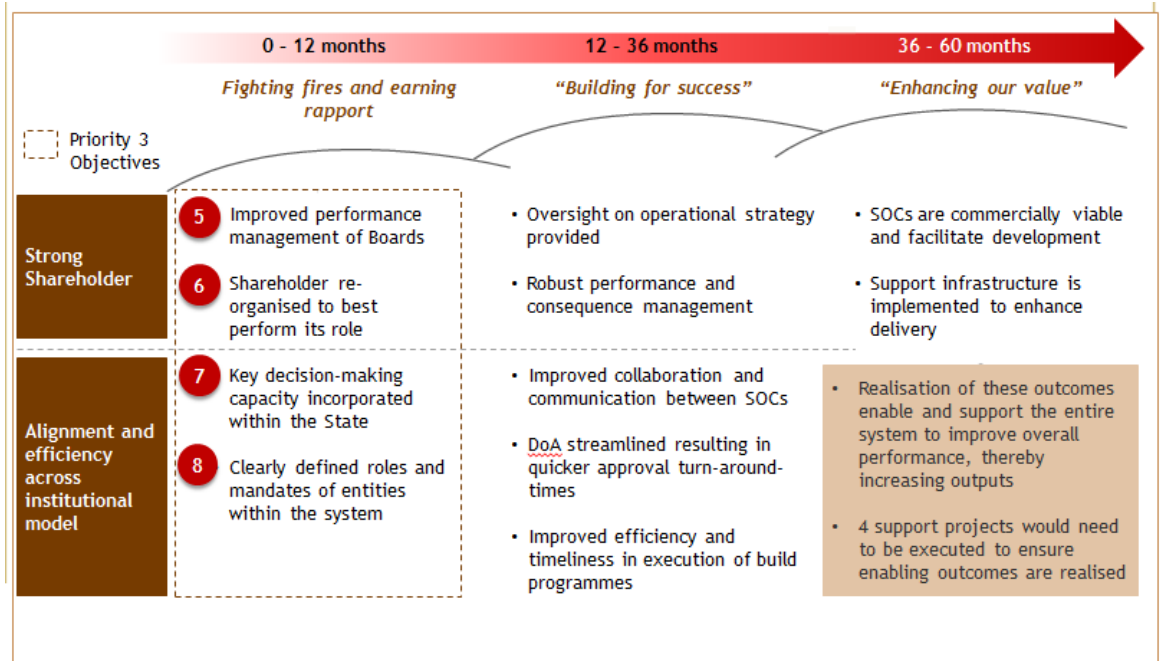 0 - 12 months
12 - 36 months
36 - 60 months
Fighting fires and earning
rapport
“Building for success”
“Enhancing our value”
Priority 3
Objectives
Strong
Shareholder
5
Improved performance
management of Boards
6
Shareholder re-
organised to best
perform its role
• Oversight on operational strategy
provided
• Robust performance and
consequence management
• SOCs are commercially viable
and facilitate development
• Support infrastructure is
implemented to enhance
delivery
Alignment and
efficiency
across
institutional
model
7
Key decision-making
capacity incorporated
within the State
8
Clearly defined roles and
mandates of entities
within the system
• Improved collaboration and
communication between SOCs
• DoA streamlined resulting in
quicker approval turn-around-
times
• Improved efficiency and
timeliness in execution of build
programmes
• Realisation of these outcomes
enable and support the entire
system to improve overall
performance, thereby
increasing outputs
• 4 support projects would need
to be executed to ensure
enabling outcomes are realised